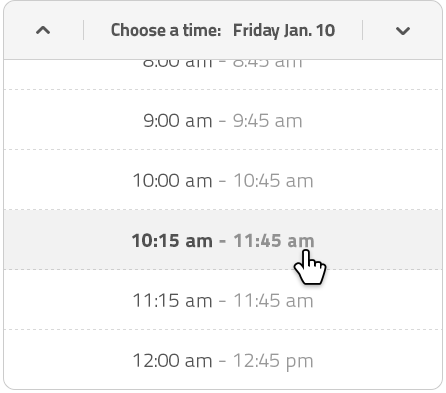 Choose a time: Friday Jan. 10
8:00 am - 8:45 am
9:00 am - 9:45 am
10:00 am - 10:45 am
10:15 am - 11:45 am
11:15 am - 11:45 am
12:00 am - 12:45 pm